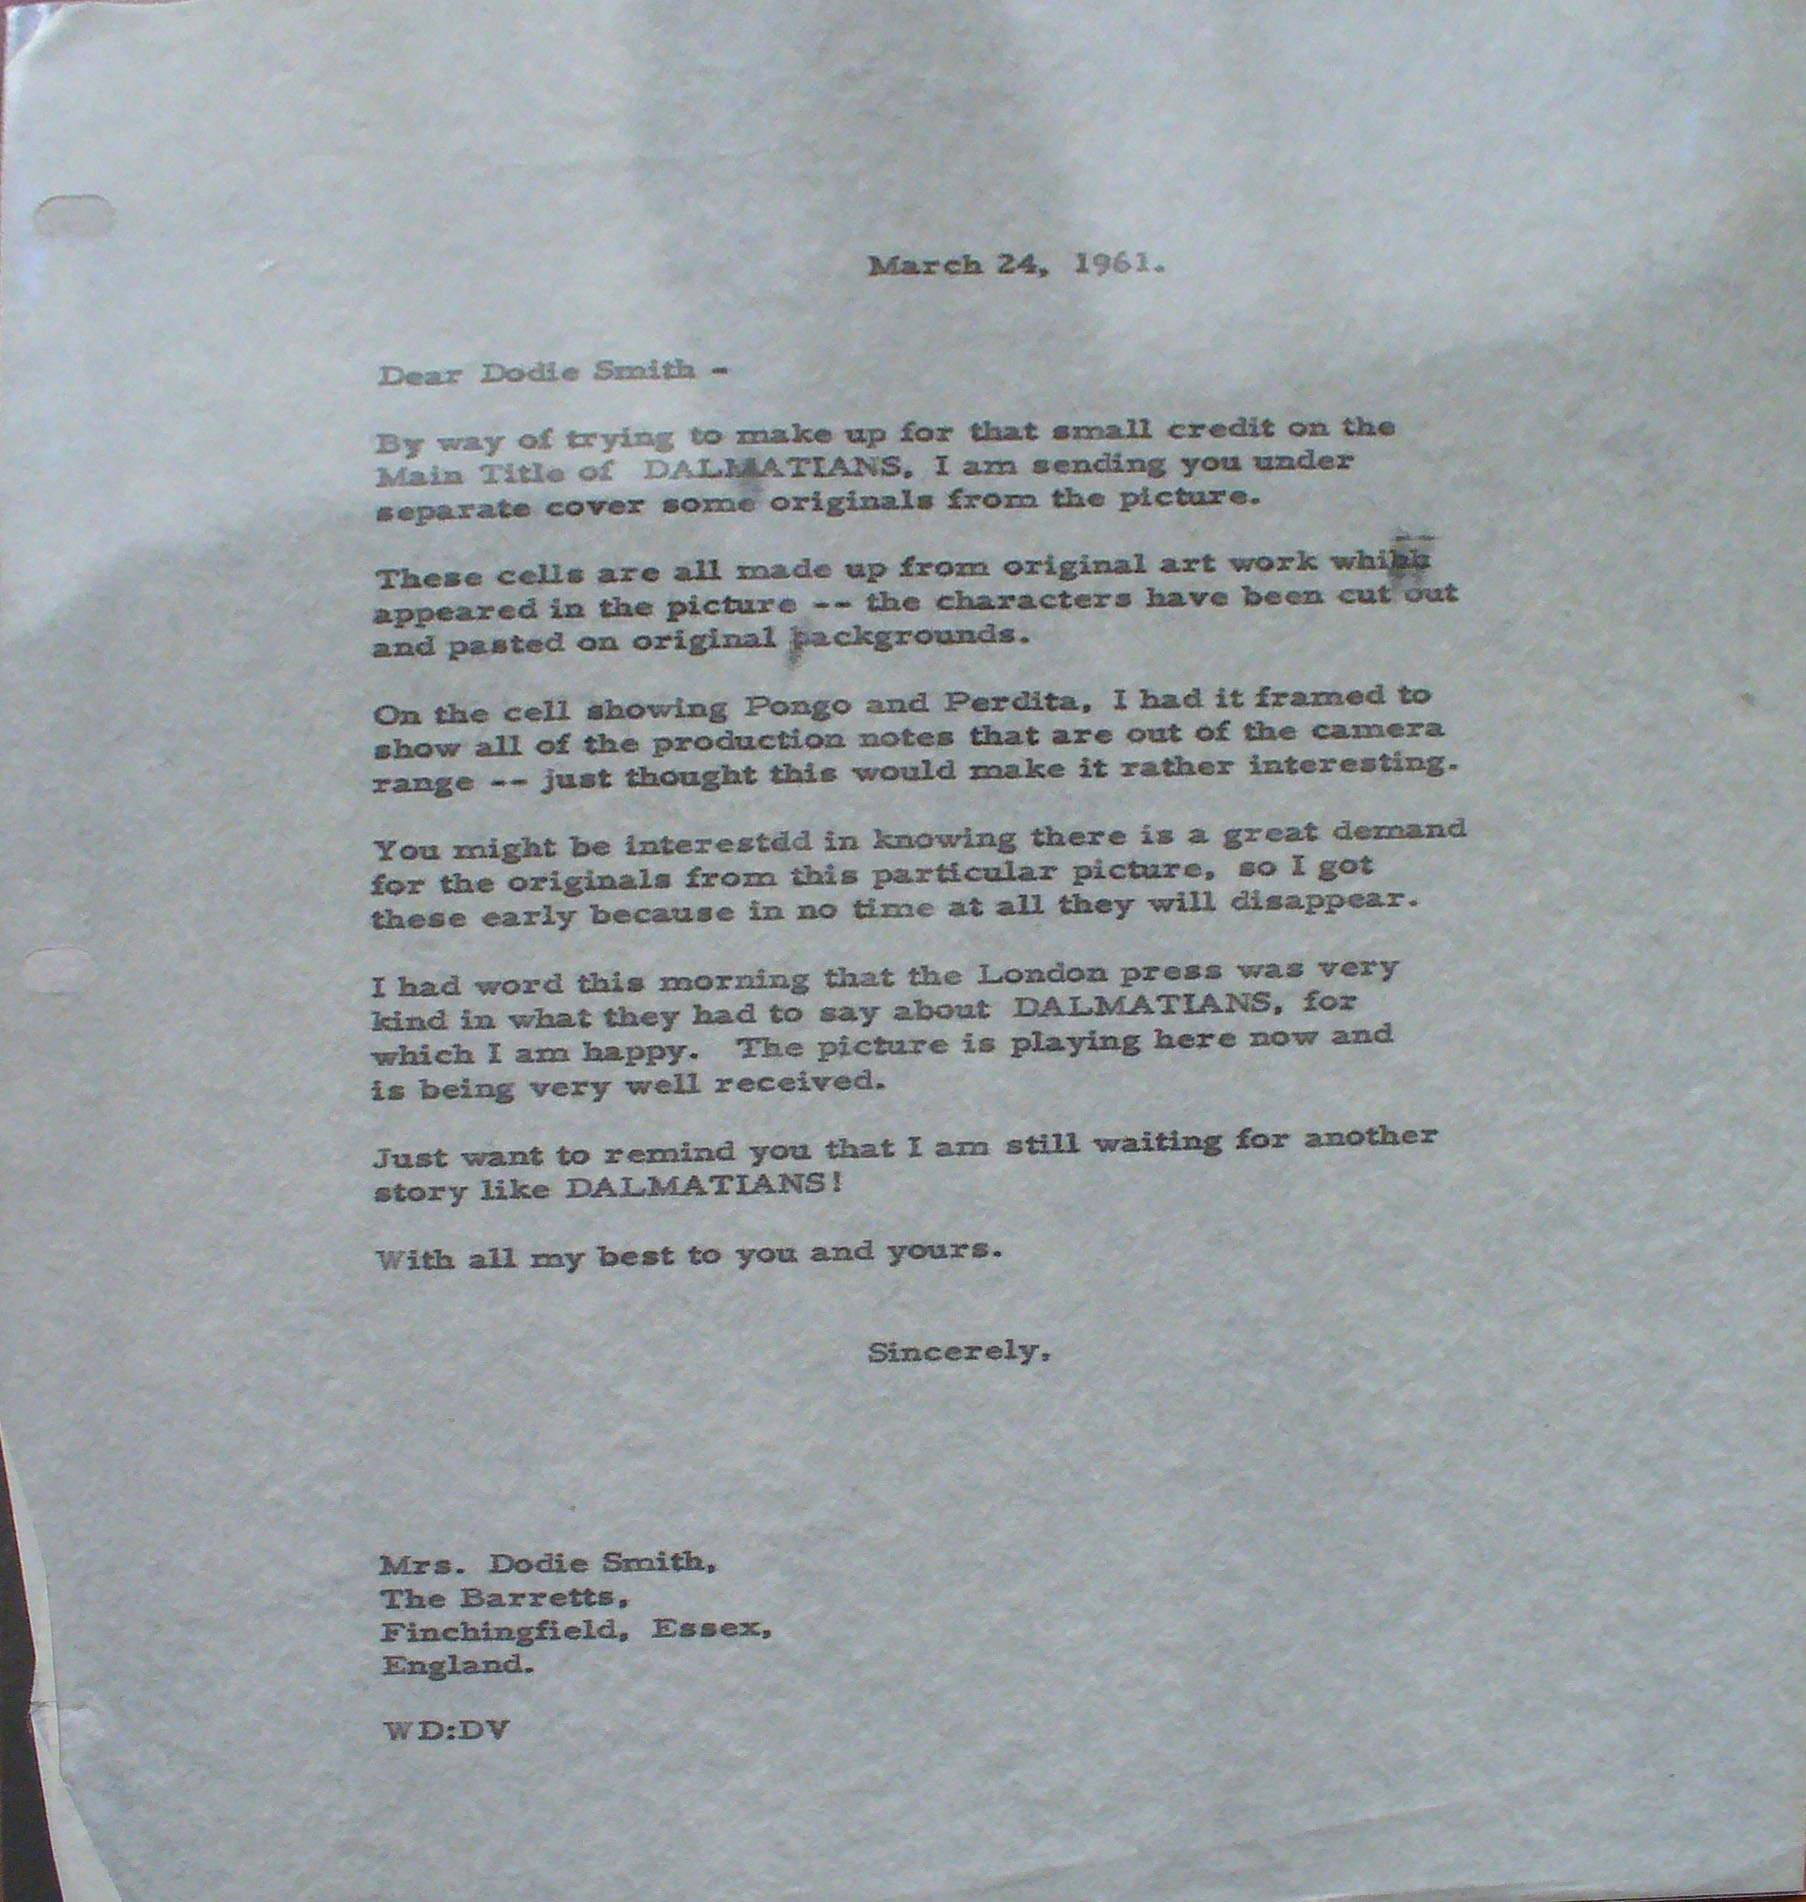 March 24, 1961.
Dear Dodie Smith -
By way of trying to make up for that small credit on the
Main Title of DALMATIANS, I am sending you under
separate cover some originals from the picture.
These cells are all made up from original art work whihh
appeared in the picture -- the characters have been cut out
and pasted on original backgrounds.
On the cell showing Pongo and Perdita, I had it framed to
show all of the production notes that are out of the camera
range -- just thought this would make it rather interesting.
You might be interestdd in knowing there is a great demand
for the originals from this particular picture, so I got
these early because in no time at all they will disappear.
I had word this morning that the London press was very
kind in what they had to say about DALMATIANS, for
which I am happy. The picture is playing here now and
is being very well received.
Just want to remind you that I am still waiting for another
story like DALMATIANS!
With all my best to you and yours.
Sincerely,
Mrs. Dodie Smith,
The Barretts,
Finchingfield, Essex,
England.
WD:DV